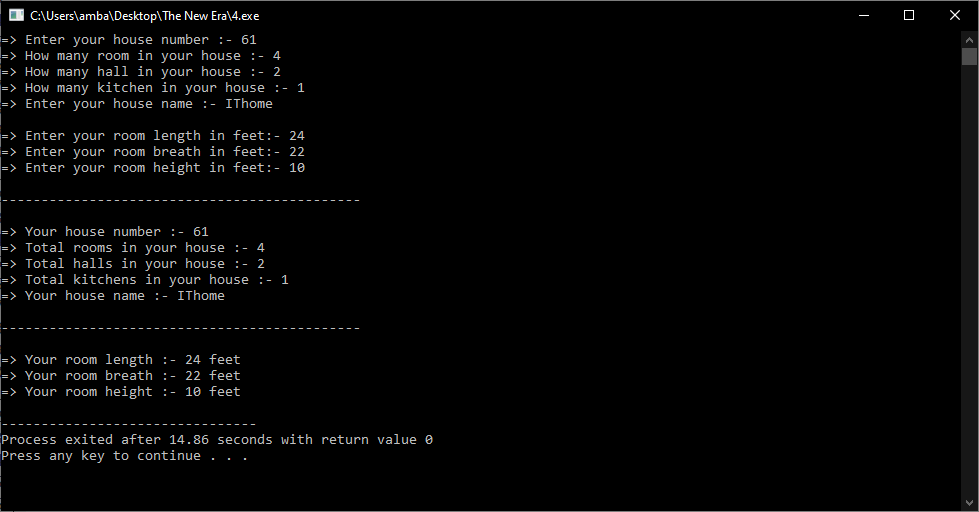 C:\Users\amba\Desktop\The New Era\4.exe
=> Enter your house number :- 61
=> How many room in your house :- 4
=> How many hall in your house :- 2
=> How many kitchen in your house :- 1
=> Enter your house name :- IThome
=> Enter your room length in feet:- 24
=> Enter your room breath in feet:- 22
=> Enter your room height in feet:- 10
---------------------------------------------
=> Your house number :- 61
=> Total rooms in your house :- 4
=> Total halls in your house :- 2
=> Total kitchens in your house :- 1
=> Your house name :- IThome
---------------------------------------------
=> Your room length :- 24 feet
=> Your room breath :- 22 feet
=> Your room height :- 10 feet
--------------------------------
Process exited after 14.86 seconds with return value 0
Press any key to continue . . .